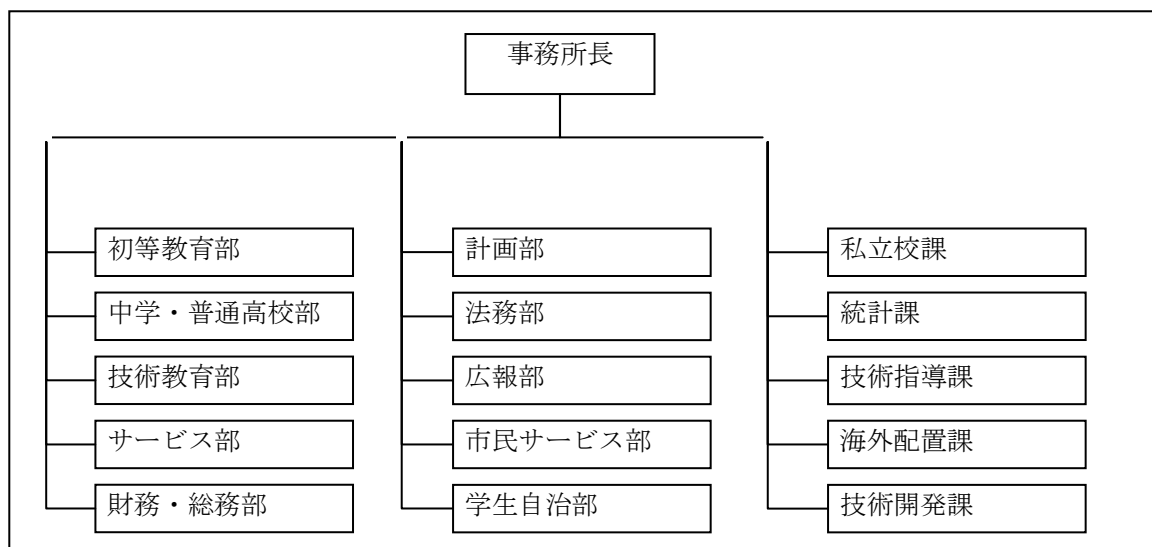 事務所長
初等教育部
中学・普通高校部
技術教育部
サービス部
財務・総務部
計画部
法務部
広報部
市民サービス部
学生自治部
私立校課
統計課
技術指導課
海外配置課
技術開発課